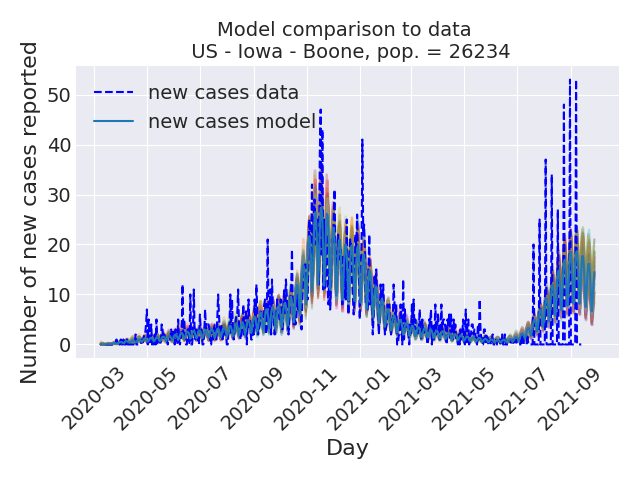 Model comparison to data
US - Iowa - Boone, pop. = 26234
new cases data
new cases model
Number of new cases reported
50
40
30
20
10
0
2020-03
2020-05
2020-07
2020-09
2020-11
2021-01
2021-03
2021-05
2021-07
2021-09
Day